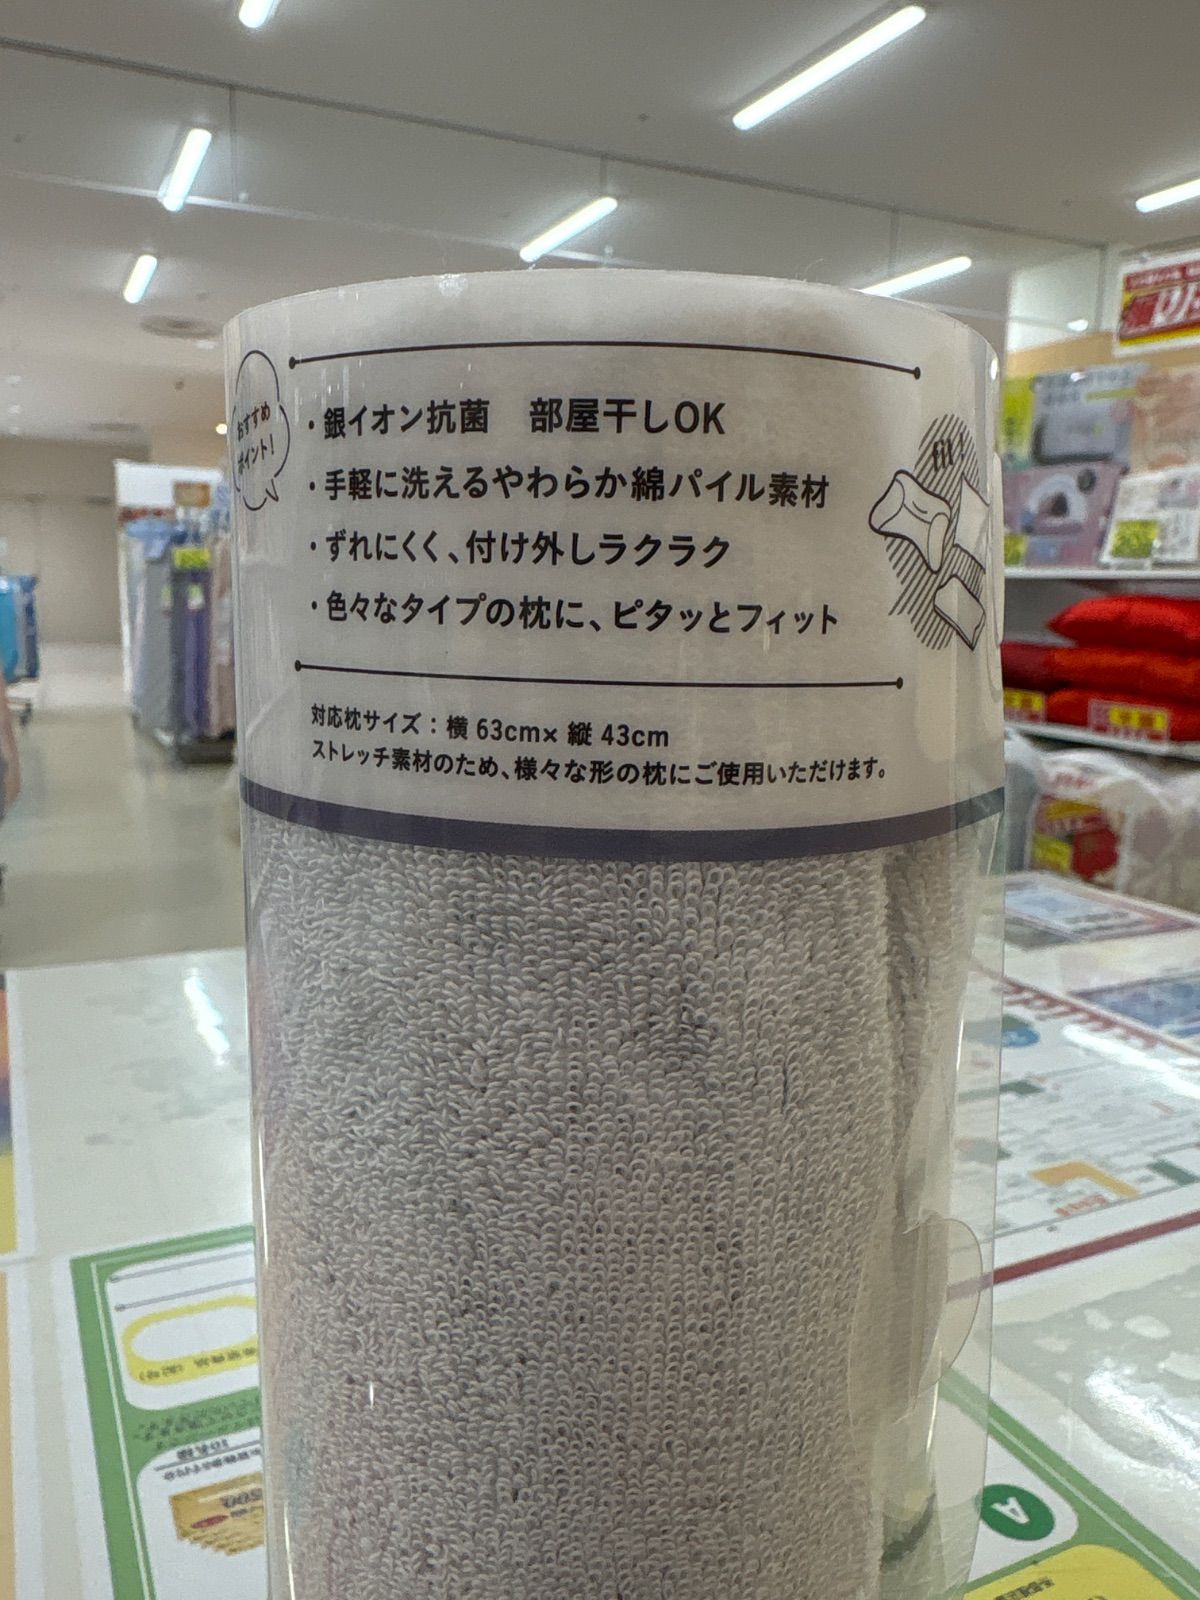 おすすめ
ポイント!
・銀イオン抗菌　部屋干しOK
・手軽に洗えるやわらか綿パイル素材
・ずれにくく、付け外しラクラク
・色々なタイプの枕に、ピタッとフィット
fit!
対応枕サイズ：横 63cm× 縦 43cm
ストレッチ素材のため、様々な形の枕にご使用いただけます。
A